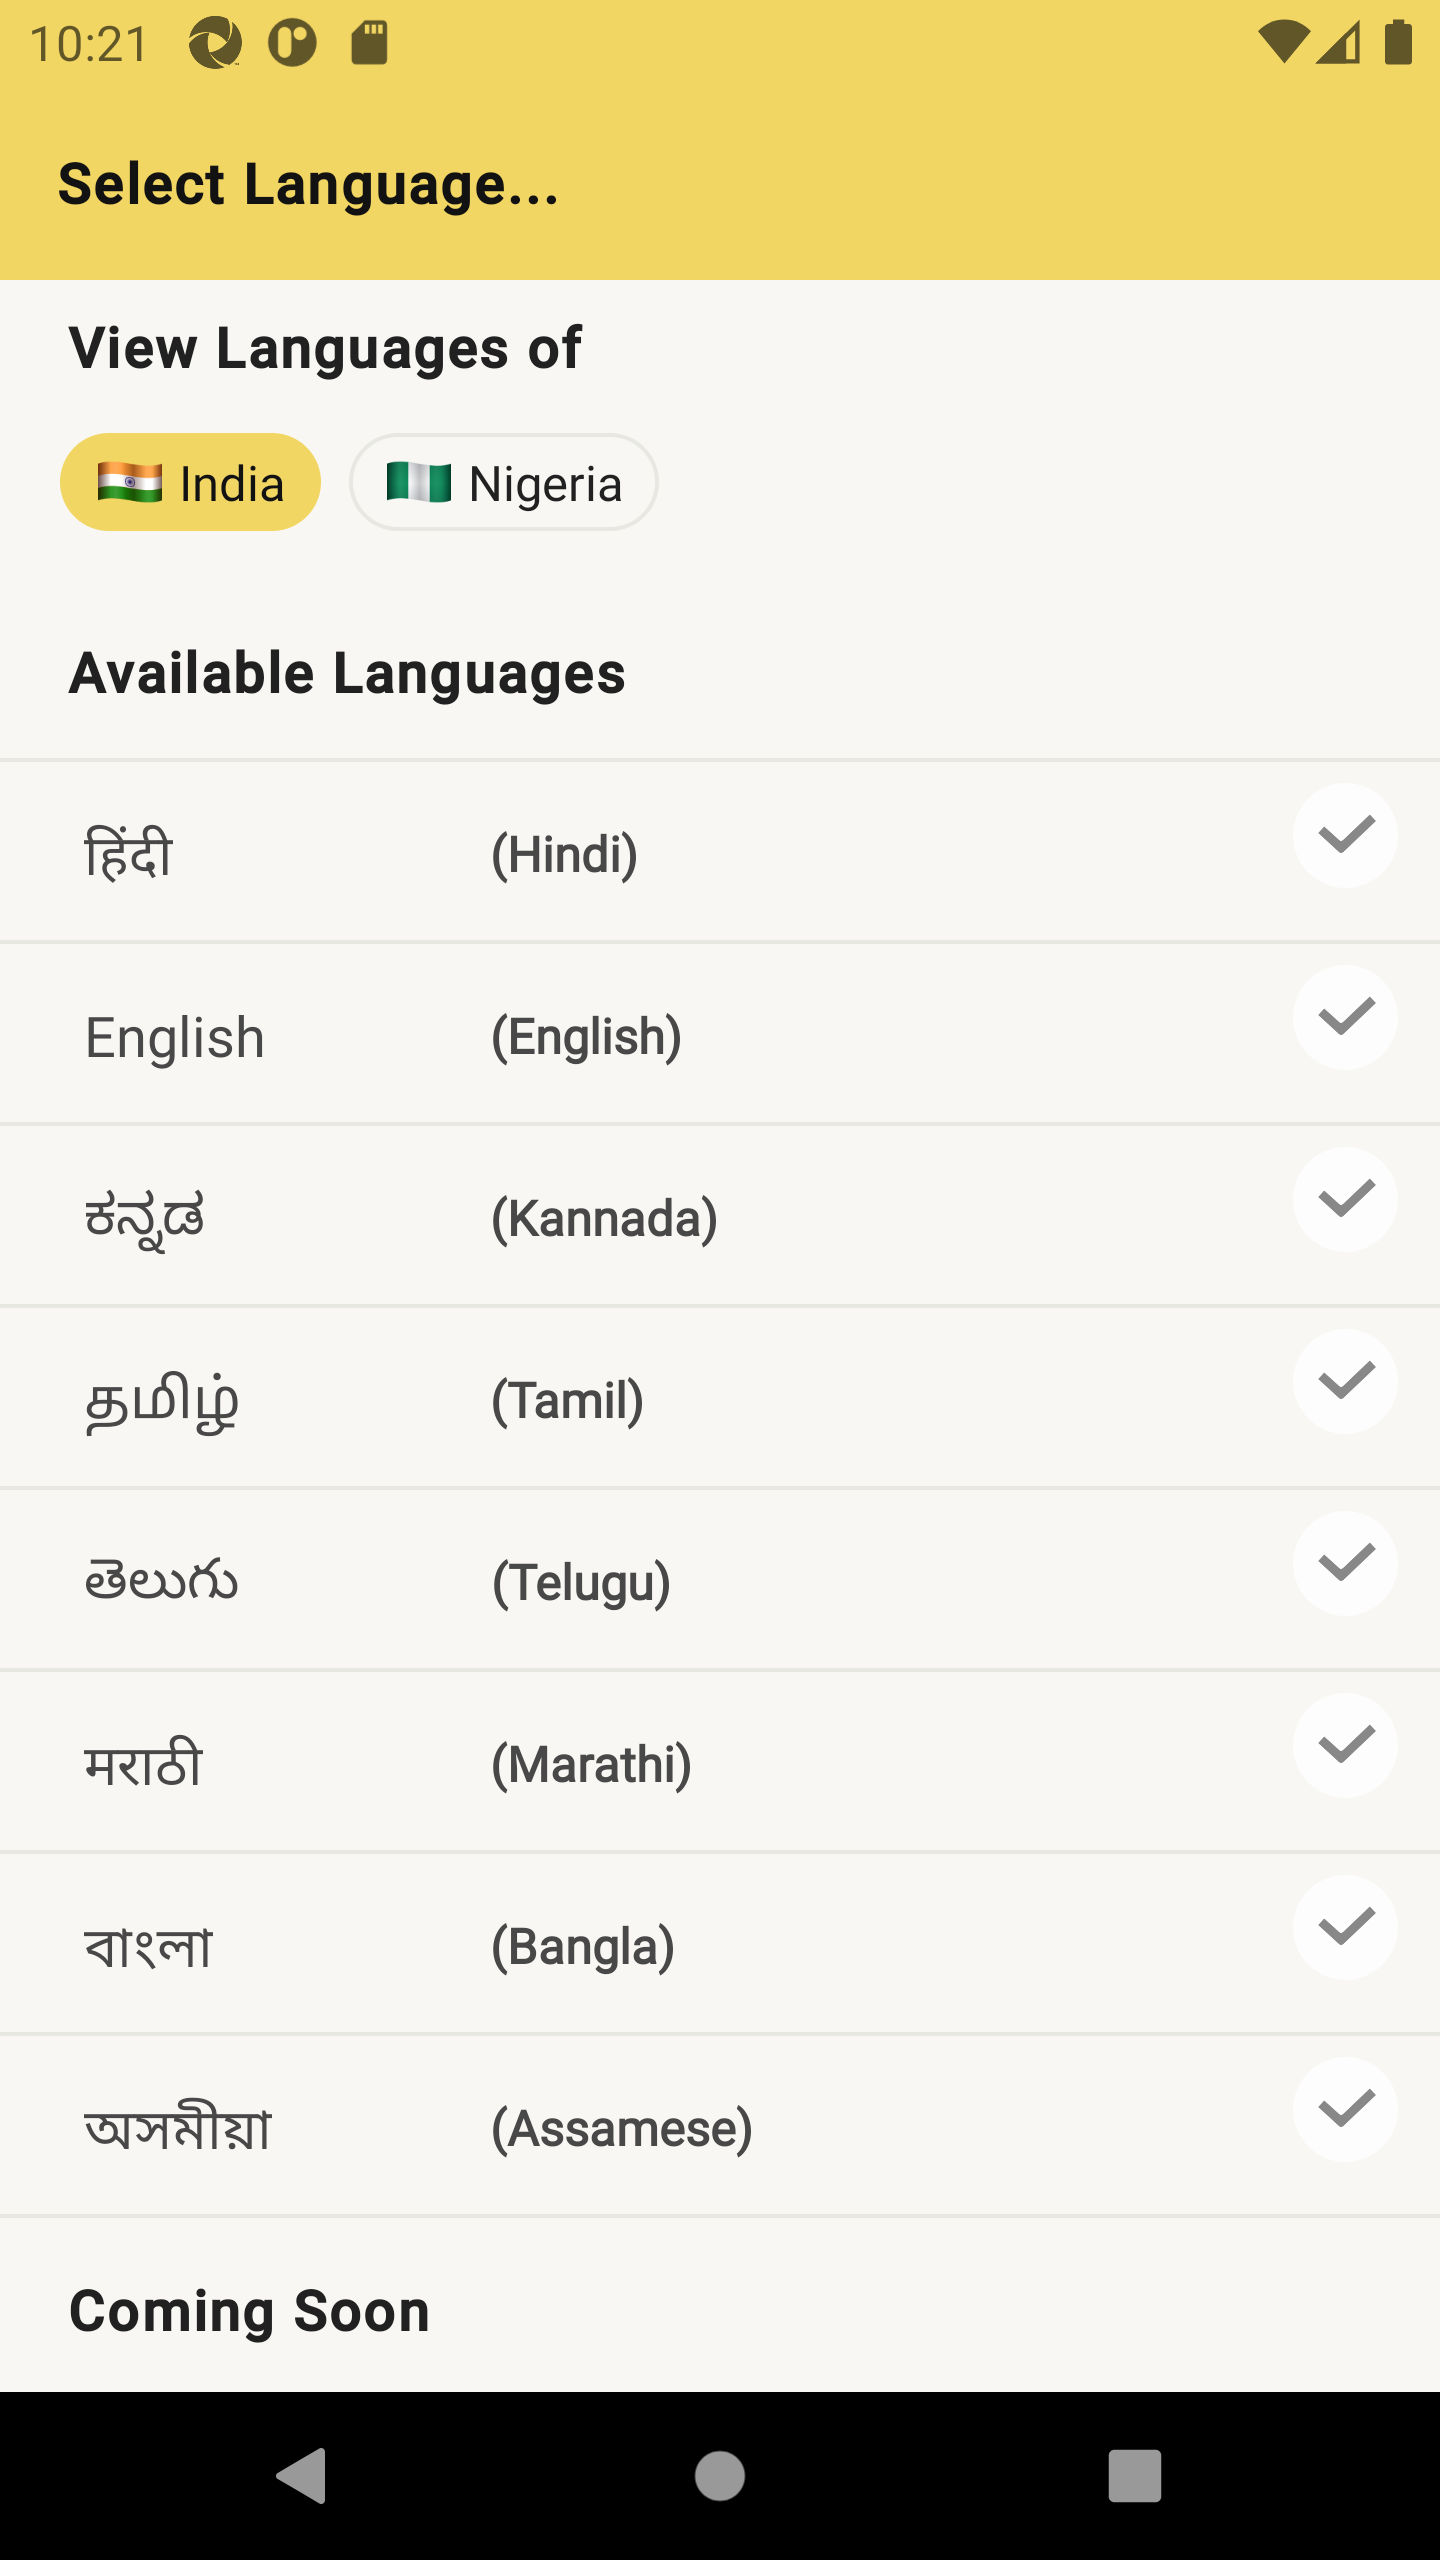 10:21
Select Language...
View Languages of
India Nigeria
Available Languages
हिंदी (Hindi)
English (English)
ಕನ್ನಡ (Kannada)
தமிழ் (Tamil)
తెలుగు (Telugu)
मराठी (Marathi)
বাংলা (Bangla)
অসমীয়া (Assamese)
Coming Soon